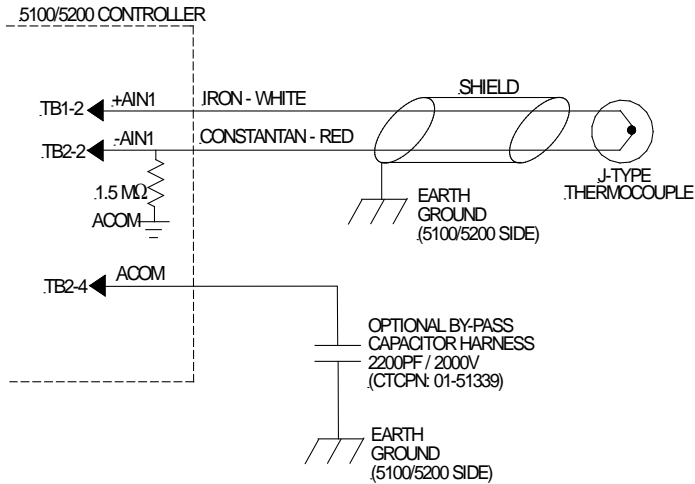 5100/5200 CONTROLLER
SHIELD
TB1-2
+AIN1
IRON - WHITE
-AIN1
CONSTANTAN - RED
TB2-2
J-TYPE
THERMOCOUPLE
1.5 MΩ
EARTH
GROUND
(5100/5200 SIDE)
ACOM
ACOM
TB2-4
OPTIONAL BY-PASS
CAPACITOR HARNESS
2200PF / 2000V
(CTCPN: 01-51339)
EARTH
GROUND
(5100/5200 SIDE)